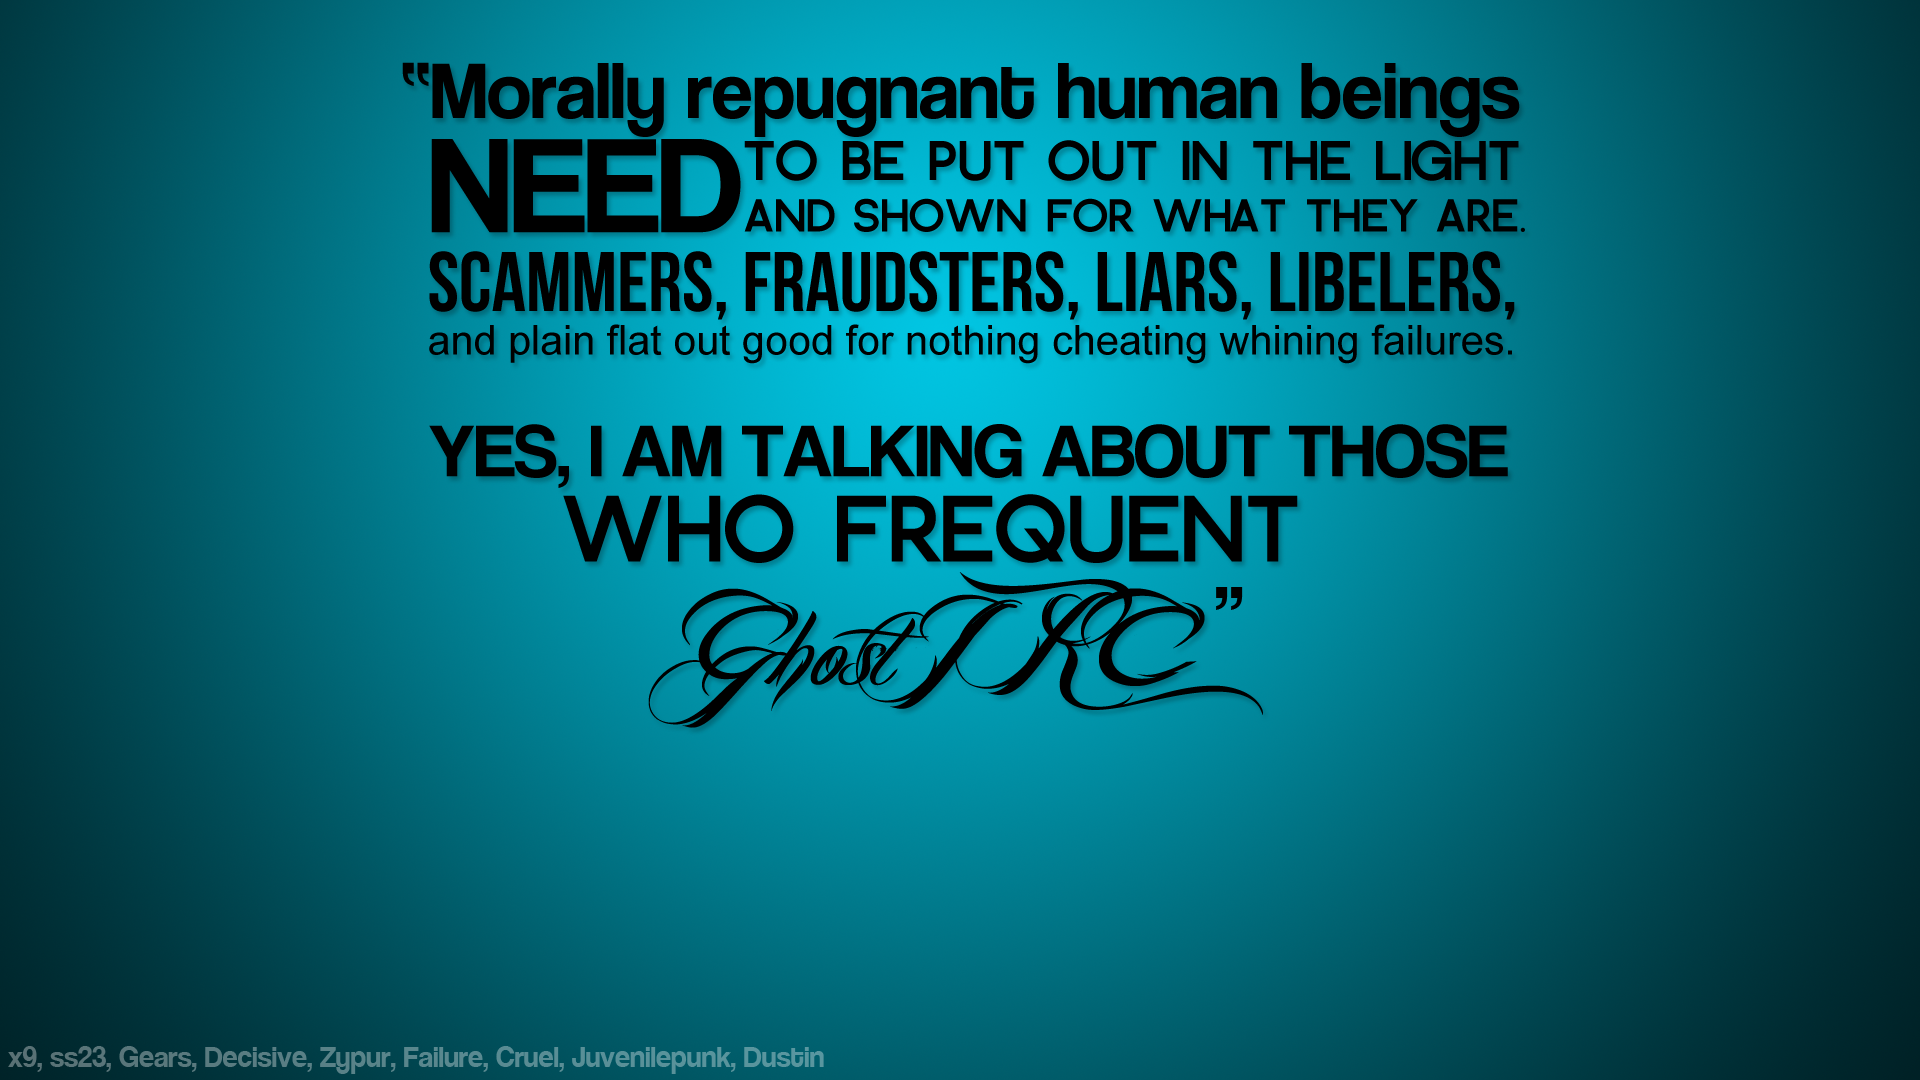 “Morally repugnant human beings
NEED TO BE PUT OUT IN THE LIGHT
AND SHOWN FOR WHAT THEY ARE.
SCAMMERS, FRAUDSTERS, LIARS, LIBELERS,
and plain flat out good for nothing cheating whining failures.
YES, I AM TALKING ABOUT THOSE
WHO FREQUENT
GhostIRC”
x9, ss23, Gears, Decisive, Zypur, Failure, Cruel, Juvenilepunk, Dustin